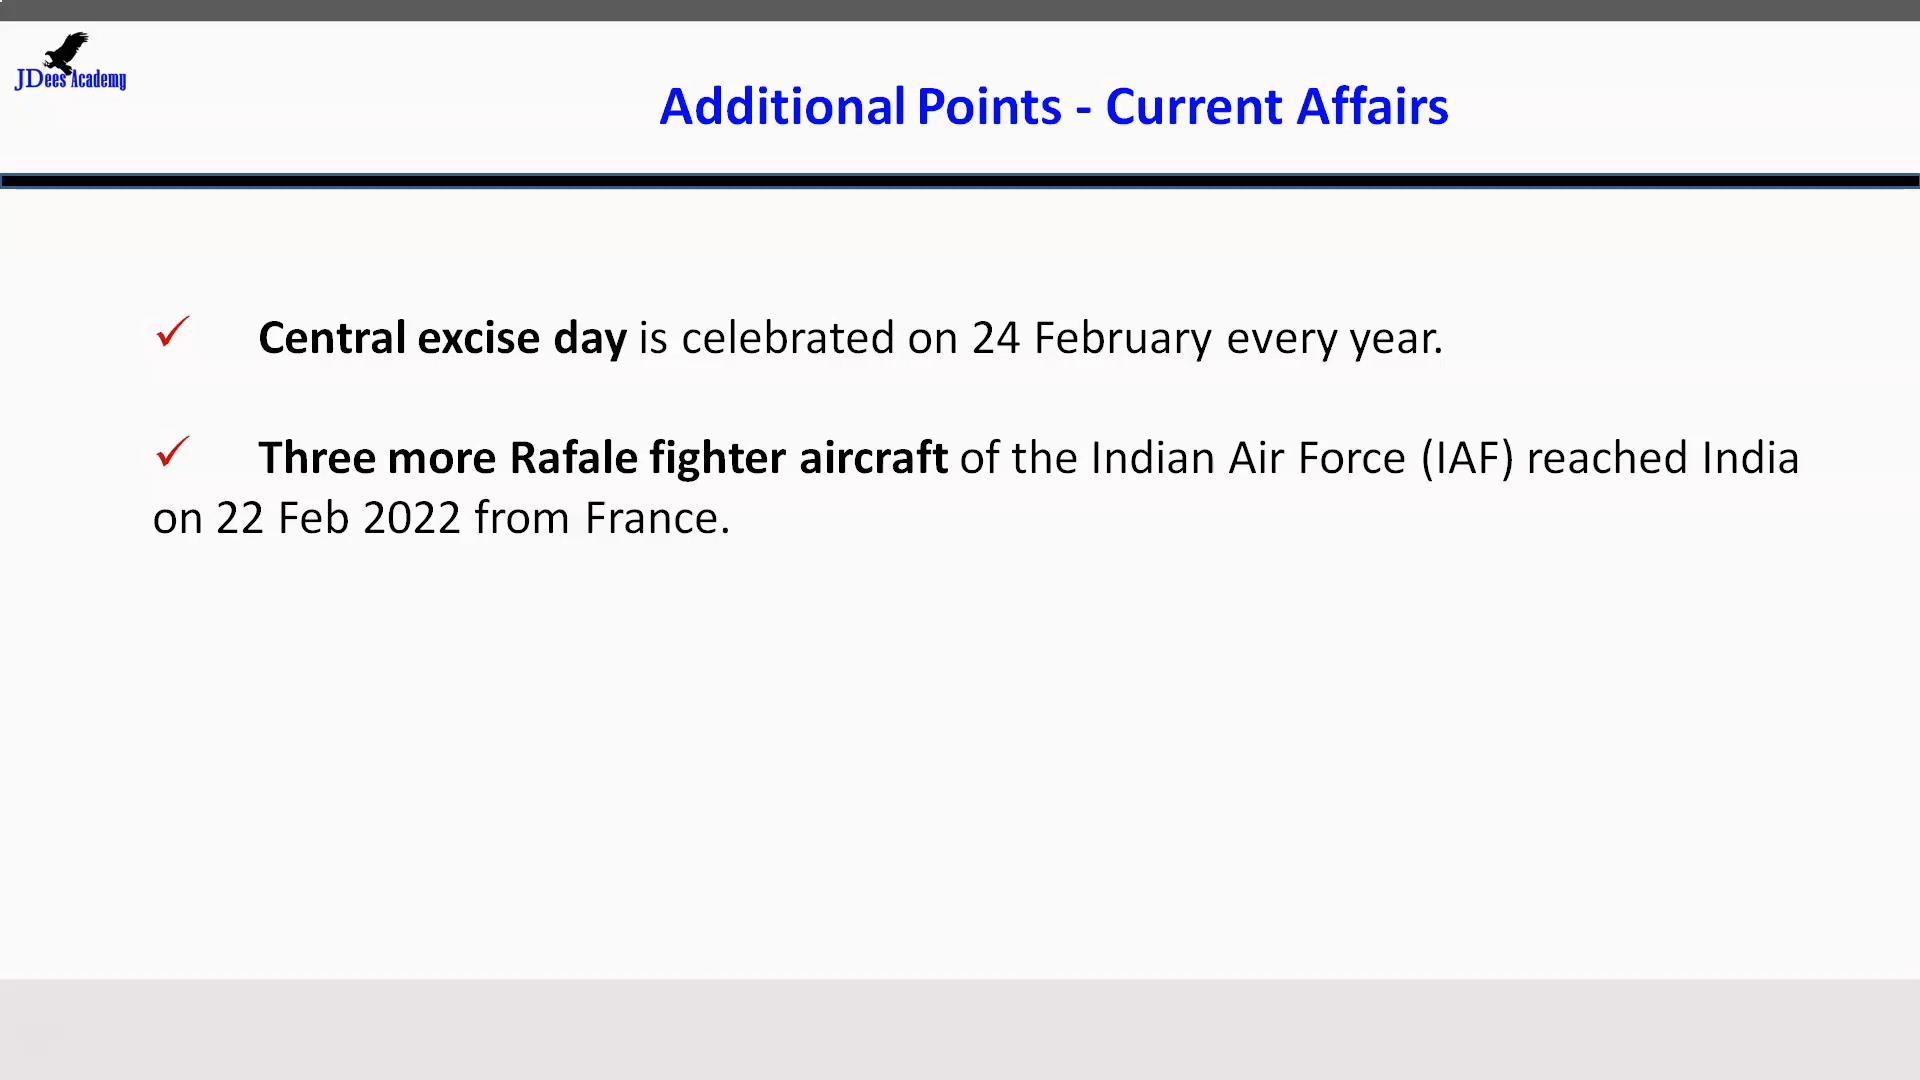 JDees Academy
Additional Points - Current Affairs
✓ Central excise day is celebrated on 24 February every year.
✓ Three more Rafale fighter aircraft of the Indian Air Force (IAF) reached India
on 22 Feb 2022 from France.